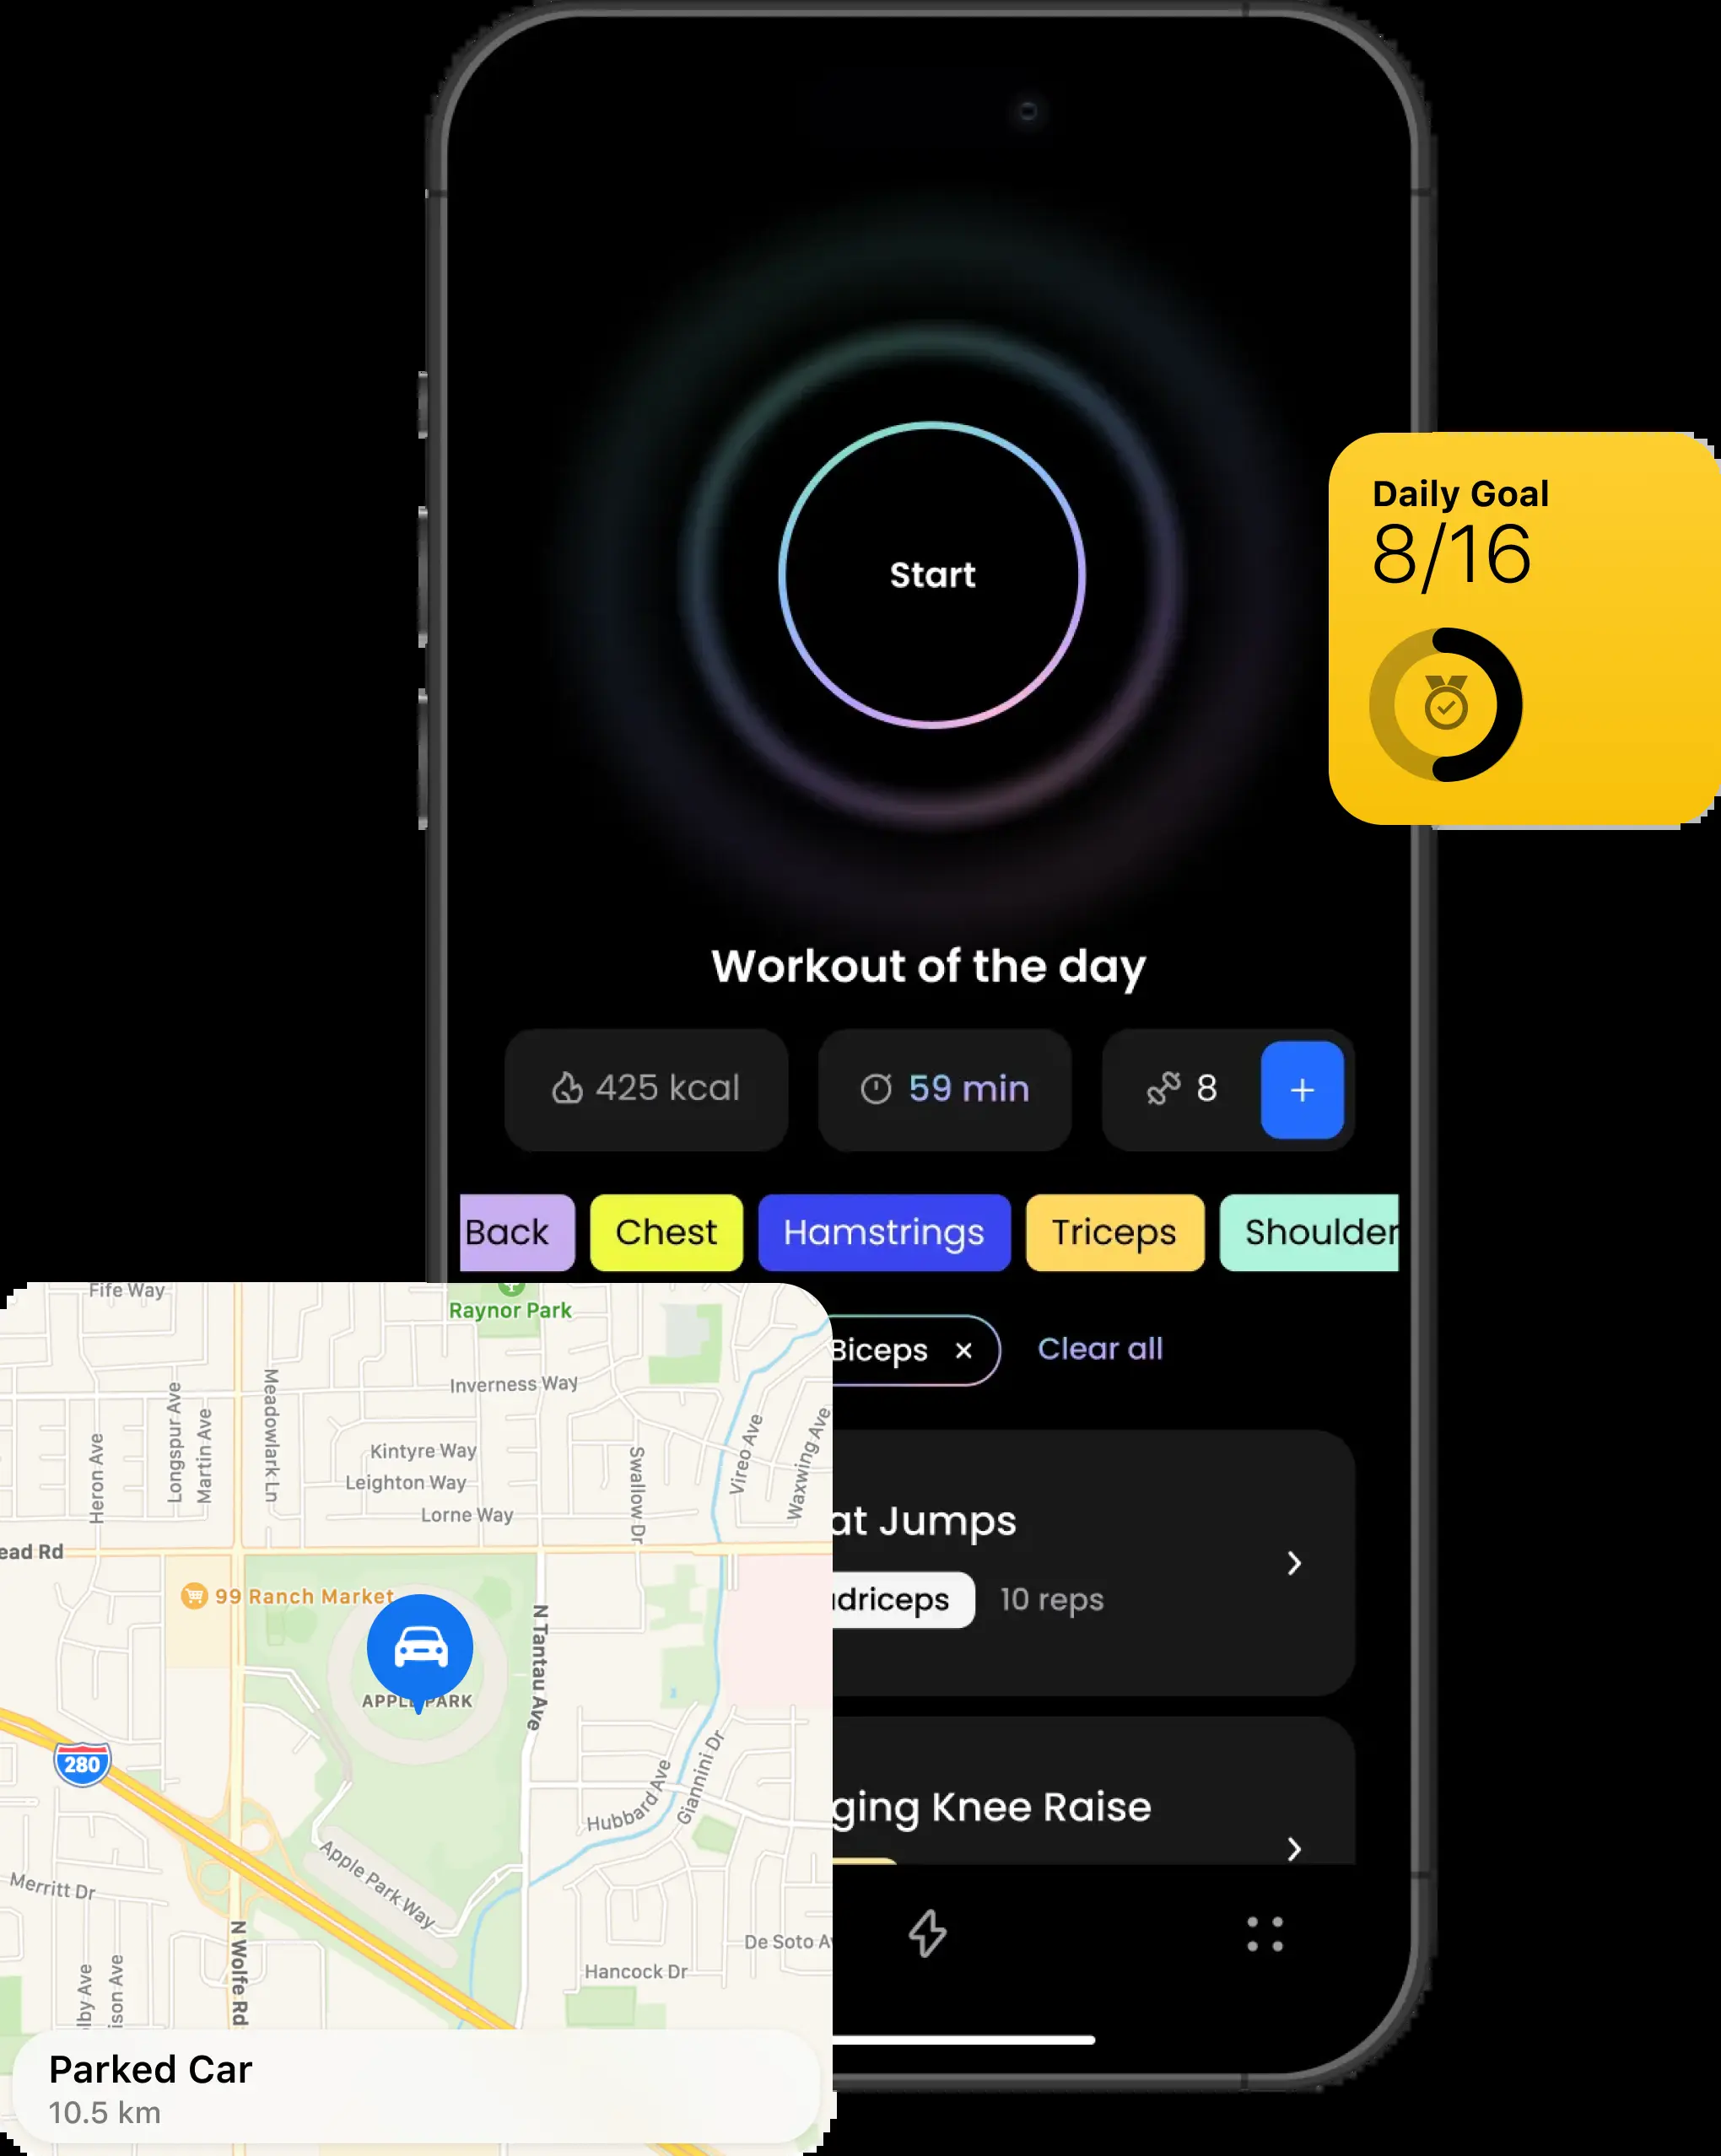 Start
Daily Goal
8/16
Workout of the day
425 kcal
59 min
8
+
Back
Chest
Hamstrings
Triceps
Shoulder
Biceps ×
Clear all
at Jumps
driceps
10 reps
ging Knee Raise
Fife Way
Raynor Park
Inverness Way
Meadowlark Ln
Longspur Ave
Martin Ave
Heron Ave
Kintyre Way
Leighton Way
Lorne Way
Swallow Dr
Vireo Ave
Waxwing Ave
ead Rd
99 Ranch Market
N Tantau Ave
APPLE PARK
280
Hubbard Ave
Giannini Dr
Apple Park Way
Merritt Dr
N Wolfe Rd
De Soto Av
Hancock Dr
lby Ave
ison Ave
Parked Car
10.5 km